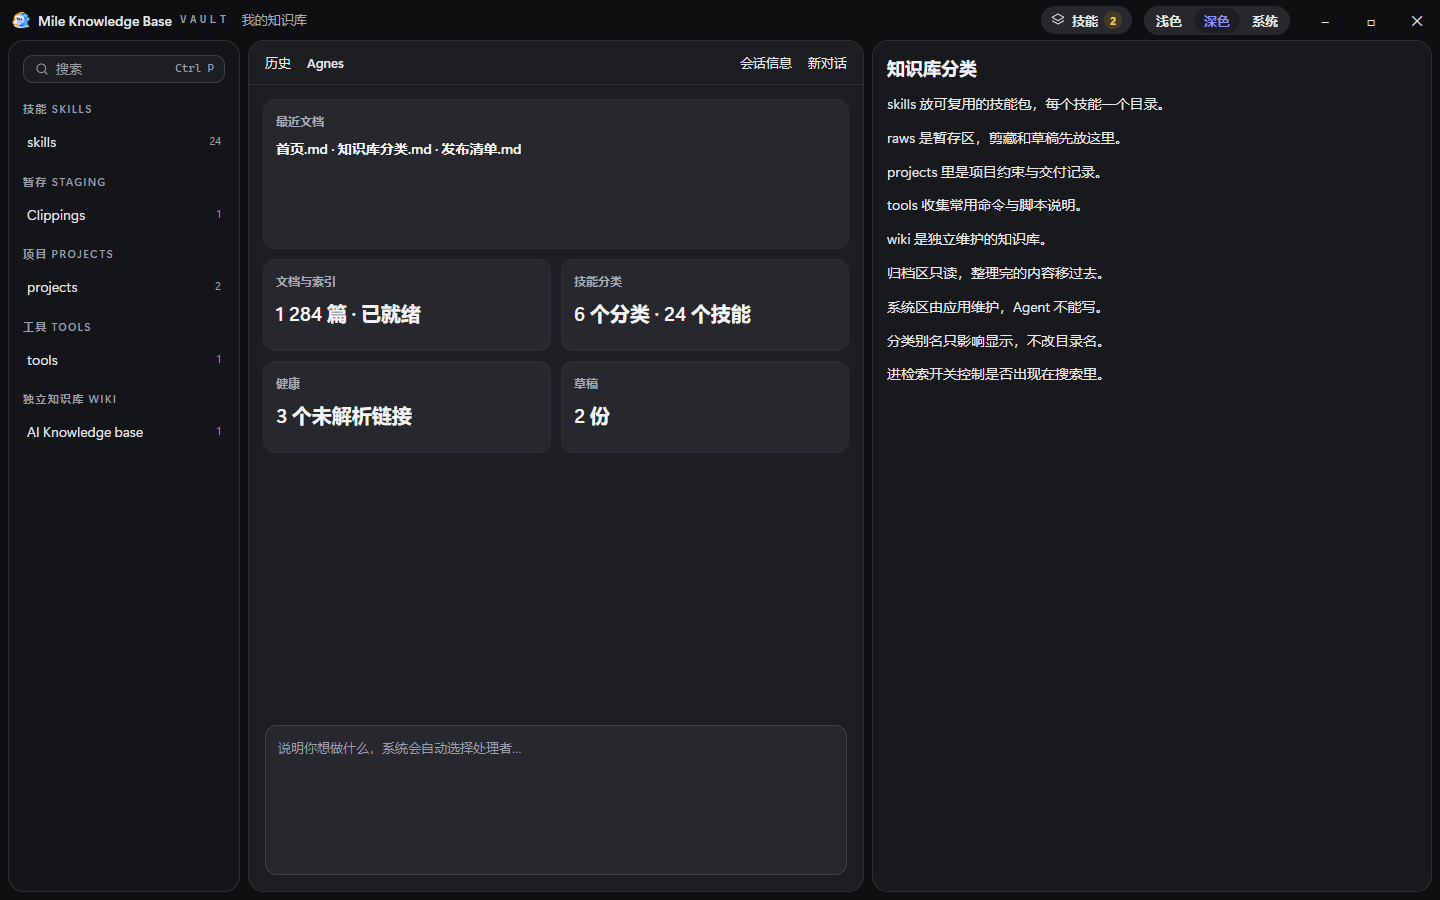 Mile Knowledge Base VAULT 我的知识库
技能 2
浅色 深色 系统
搜索 Ctrl P
技能 SKILLS
skills 24
暂存 STAGING
Clippings 1
项目 PROJECTS
projects 2
工具 TOOLS
tools 1
独立知识库 WIKI
AI Knowledge base 1
历史 Agnes 会话信息 新对话
最近文档
首页.md · 知识库分类.md · 发布清单.md
文档与索引
1 284 篇 · 已就绪
技能分类
6 个分类 · 24 个技能
健康
3 个未解析链接
草稿
2 份
说明你想做什么，系统会自动选择处理者...
知识库分类
skills 放可复用的技能包，每个技能一个目录。
raws 是暂存区，剪藏和草稿先放这里。
projects 里是项目约束与交付记录。
tools 收集常用命令与脚本说明。
wiki 是独立维护的知识库。
归档区只读，整理完的内容移过去。
系统区由应用维护，Agent 不能写。
分类别名只影响显示，不改目录名。
进检索开关控制是否出现在搜索里。